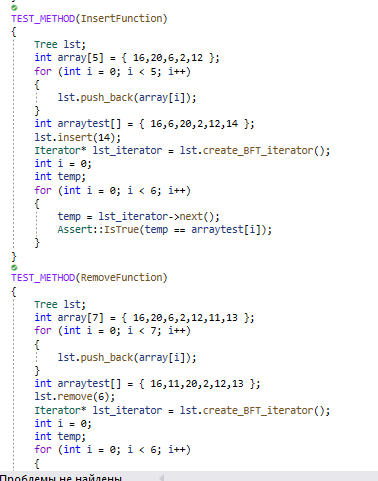 TEST_METHOD(InsertFunction)
{
Tree lst;
int array[5] = { 16,20,6,2,12 };
for (int i = 0; i < 5; i++)
{
lst.push_back(array[i]);
}
int arraytest[] = { 16,6,20,2,12,14 };
lst.insert(14);
Iterator* lst_iterator = lst.create_BFT_iterator();
int i = 0;
int temp;
for (int i = 0; i < 6; i++)
{
temp = lst_iterator->next();
Assert::IsTrue(temp == arraytest[i]);
}
}
TEST_METHOD(RemoveFunction)
{
Tree lst;
int array[7] = { 16,20,6,2,12,11,13 };
for (int i = 0; i < 7; i++)
{
lst.push_back(array[i]);
}
int arraytest[] = { 16,11,20,2,12,13 };
lst.remove(6);
Iterator* lst_iterator = lst.create_BFT_iterator();
int i = 0;
int temp;
for (int i = 0; i < 6; i++)
{
Проблемы не найдены